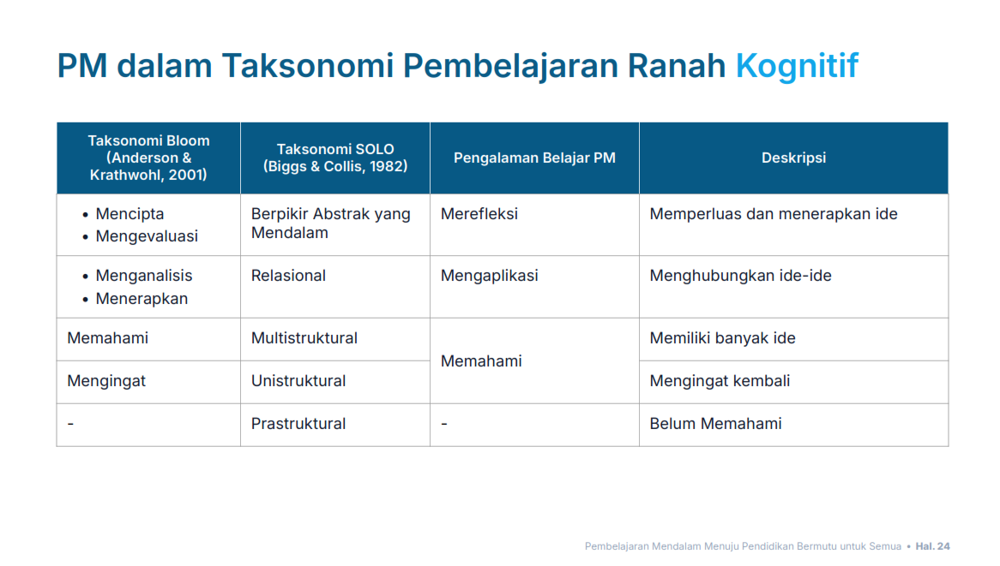 PM dalam Taksonomi Pembelajaran Ranah Kognitif
Taksonomi Bloom
(Anderson &
Krathwohl, 2001)
Taksonomi SOLO
(Biggs & Collis, 1982)
Pengalaman Belajar PM
Deskripsi
• Mencipta
• Mengevaluasi
Berpikir Abstrak yang
Mendalam
Merefleksi
Memperluas dan menerapkan ide
• Menganalisis
• Menerapkan
Relasional
Mengaplikasi
Menghubungkan ide-ide
Memahami
Multistruktural
Memahami
Memiliki banyak ide
Mengingat
Unistruktural
Mengingat kembali
-
Prastruktural
-
Belum Memahami
Pembelajaran Mendalam Menuju Pendidikan Bermutu untuk Semua • Hal. 24